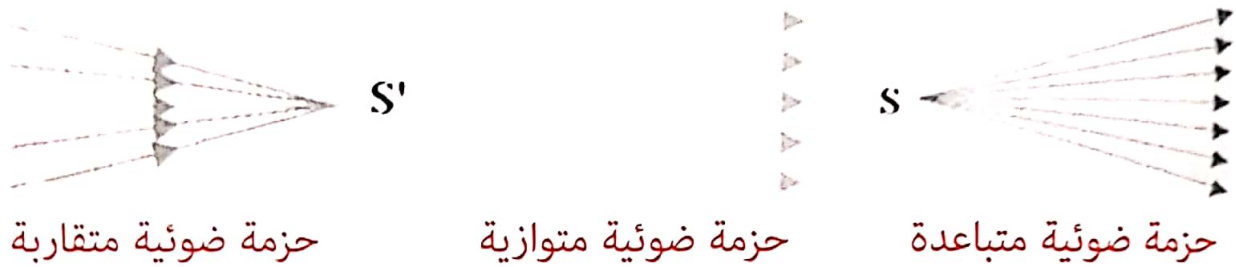 S
S'
حزمة ضوئية متباعدة
حزمة ضوئية متوازية
حزمة ضوئية متقاربة